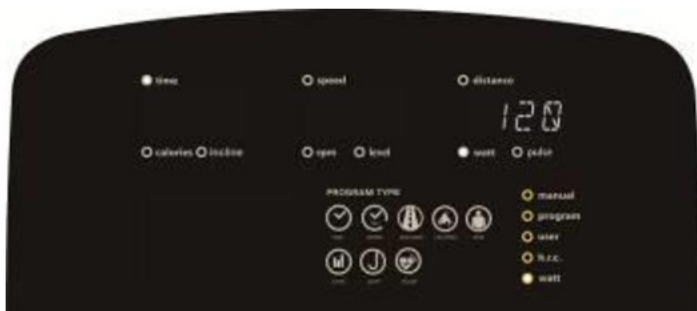 time speed distance
120
calories incline rpm level watt pulse
PROGRAM TYPE
manual
program
user
h.r.c.
watt